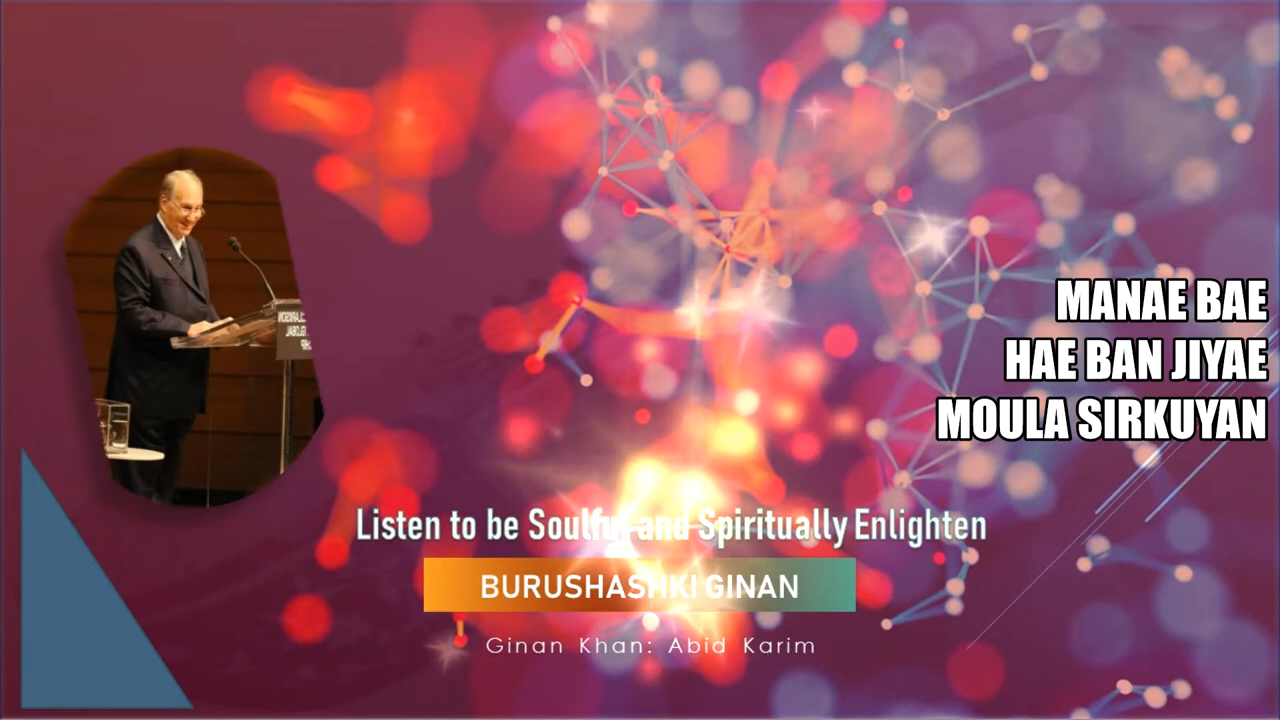 MANAE BAE
HAE BAN JIYAE
MOULA SIRKUYAN
Listen to be Soulful and Spiritually Enlighten
BURUSHASHKI GINAN
Ginan Khan: Abid Karim